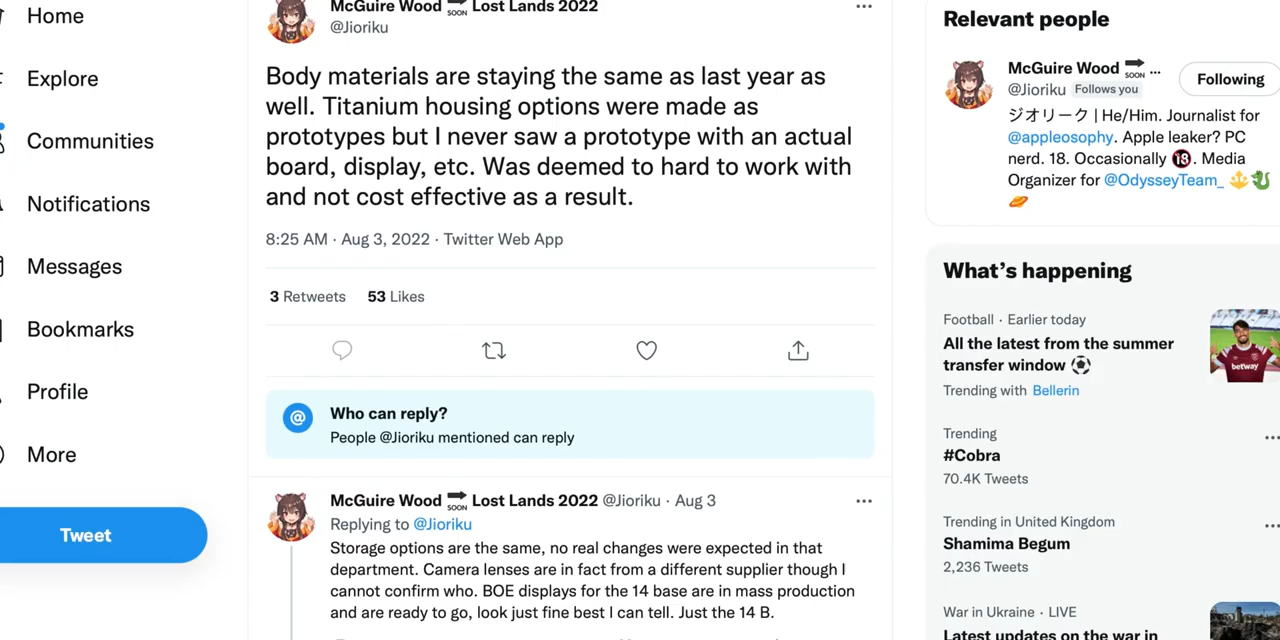 Home
Explore
Communities
Notifications
Messages
Bookmarks
Profile
More
Tweet
McGuire Wood SOON Lost Lands 2022
@Jioriku
Body materials are staying the same as last year as
well. Titanium housing options were made as
prototypes but I never saw a prototype with an actual
board, display, etc. Was deemed to hard to work with
and not cost effective as a result.
8:25 AM · Aug 3, 2022 · Twitter Web App
3 Retweets 53 Likes
@ Who can reply?
People @Jioriku mentioned can reply
McGuire Wood SOON Lost Lands 2022 @Jioriku · Aug 3
Replying to @Jioriku
Storage options are the same, no real changes were expected in that
department. Camera lenses are in fact from a different supplier though I
cannot confirm who. BOE displays for the 14 base are in mass production
and are ready to go, look just fine best I can tell. Just the 14 B.
Relevant people
McGuire Wood SOON ...
@Jioriku Follows you
Following
ジオリーク | He/Him. Journalist for
@appleosophy. Apple leaker? PC
nerd. 18. Occasionally 🔞. Media
Organizer for @OdysseyTeam_
What's happening
Football · Earlier today
All the latest from the summer
transfer window
Trending with Bellerin
betway
Trending
#Cobra
70.4K Tweets
Trending in United Kingdom
Shamima Begum
2,236 Tweets
War in Ukraine · LIVE
Latest updates on the war in